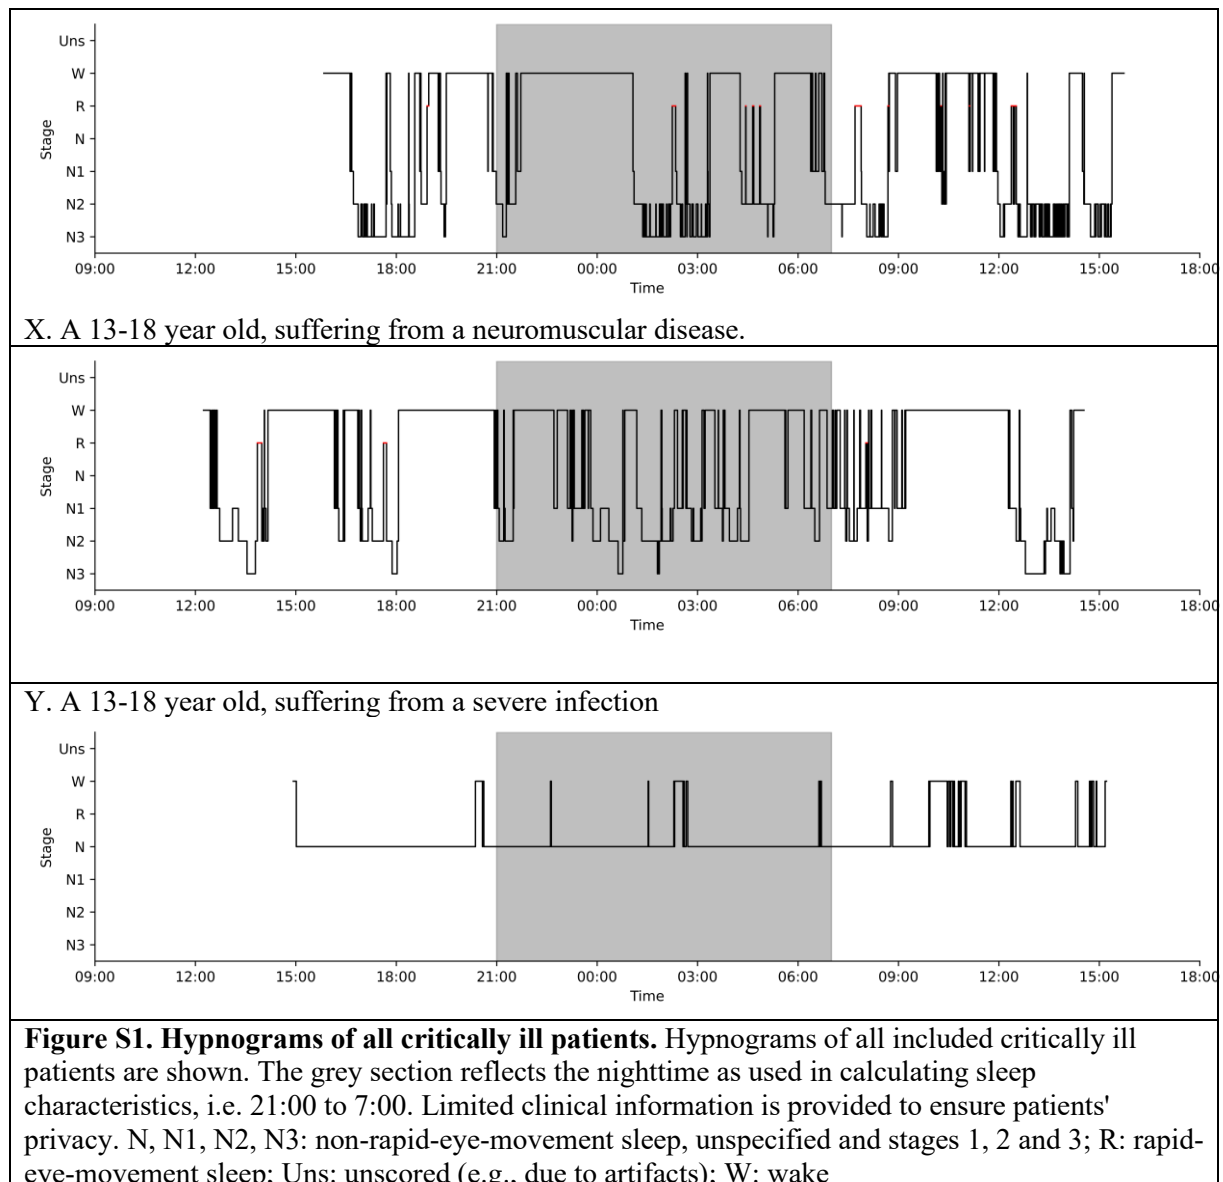 Uns
W
R
N
N1
N2
N3
Stage
09:00 12:00 15:00 18:00 21:00 00:00 03:00 06:00 09:00 12:00 15:00 18:00
Time
X. A 13-18 year old, suffering from a neuromuscular disease.
Uns
W
R
N
N1
N2
N3
Stage
09:00 12:00 15:00 18:00 21:00 00:00 03:00 06:00 09:00 12:00 15:00 18:00
Time
Y. A 13-18 year old, suffering from a severe infection
Uns
W
R
N
N1
N2
N3
Stage
09:00 12:00 15:00 18:00 21:00 00:00 03:00 06:00 09:00 12:00 15:00 18:00
Time
Figure S1. Hypnograms of all critically ill patients. Hypnograms of all included critically ill
patients are shown. The grey section reflects the nighttime as used in calculating sleep
characteristics, i.e. 21:00 to 7:00. Limited clinical information is provided to ensure patients'
privacy. N, N1, N2, N3: non-rapid-eye-movement sleep, unspecified and stages 1, 2 and 3; R: rapid-
eye-movement sleep; Uns: unscored (e.g., due to artifacts); W: wake